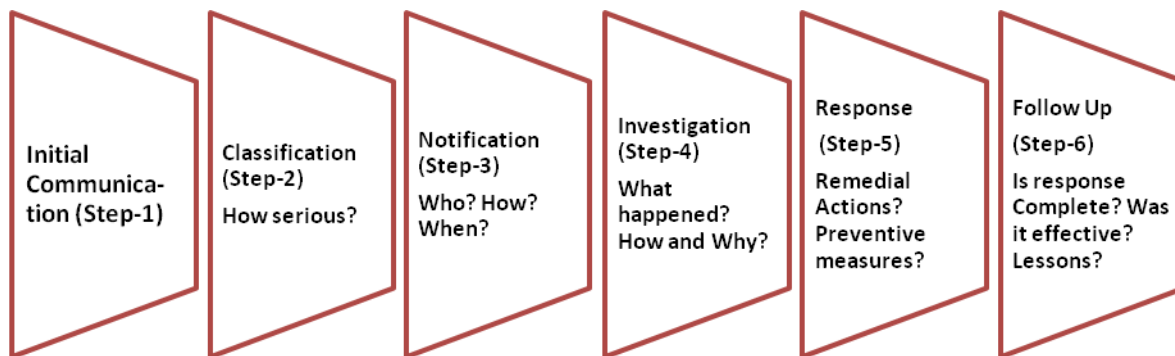 Initial
Communica-
tion (Step-1)
Classification
(Step-2)
How serious?
Notification
(Step-3)
Who? How?
When?
Investigation
(Step-4)
What
happened?
How and Why?
Response
(Step-5)
Remedial
Actions?
Preventive
measures?
Follow Up
(Step-6)
Is response
Complete? Was
it effective?
Lessons?